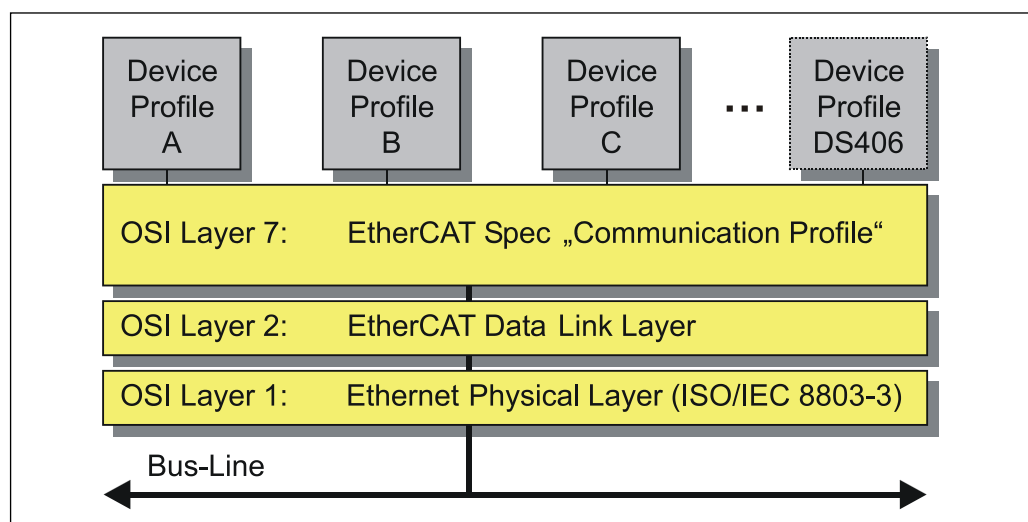 Device Profile A
Device Profile B
Device Profile C
...
Device Profile DS406
OSI Layer 7: EtherCAT Spec „Communication Profile“
OSI Layer 2: EtherCAT Data Link Layer
OSI Layer 1: Ethernet Physical Layer (ISO/IEC 8803-3)
Bus-Line